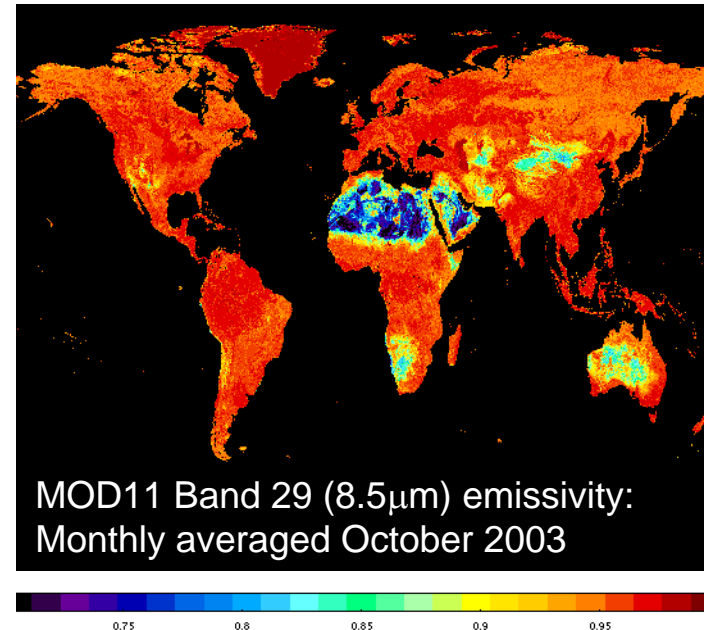 MOD11 Band 29 (8.5μm) emissivity:
Monthly averaged October 2003
0.75 0.8 0.85 0.9 0.95